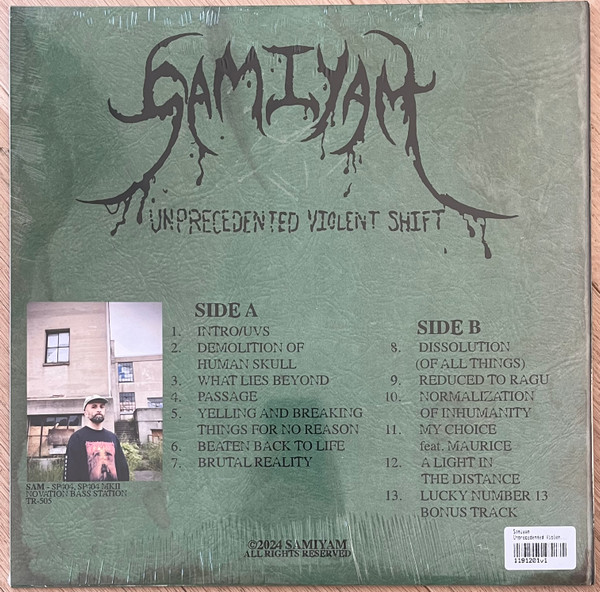 SAMIYAM
UNPRECEDENTED VIOLENT SHIFT
SIDE A
1. INTRO/UVS
2. DEMOLITION OF
HUMAN SKULL
3. WHAT LIES BEYOND
4. PASSAGE
5. YELLING AND BREAKING
THINGS FOR NO REASON
6. BEATEN BACK TO LIFE
7. BRUTAL REALITY
SIDE B
8. DISSOLUTION
(OF ALL THINGS)
9. REDUCED TO RAGU
10. NORMALIZATION
OF INHUMANITY
11. MY CHOICE
feat. MAURICE
12. A LIGHT IN
THE DISTANCE
13. LUCKY NUMBER 13
BONUS TRACK
SAM - SP404, SP404 MKII
NOVATION BASS STATION
TR-505
©2024 SAMIYAM
ALL RIGHTS RESERVED
Samiyam
Unprecedented Violen
1191201v1